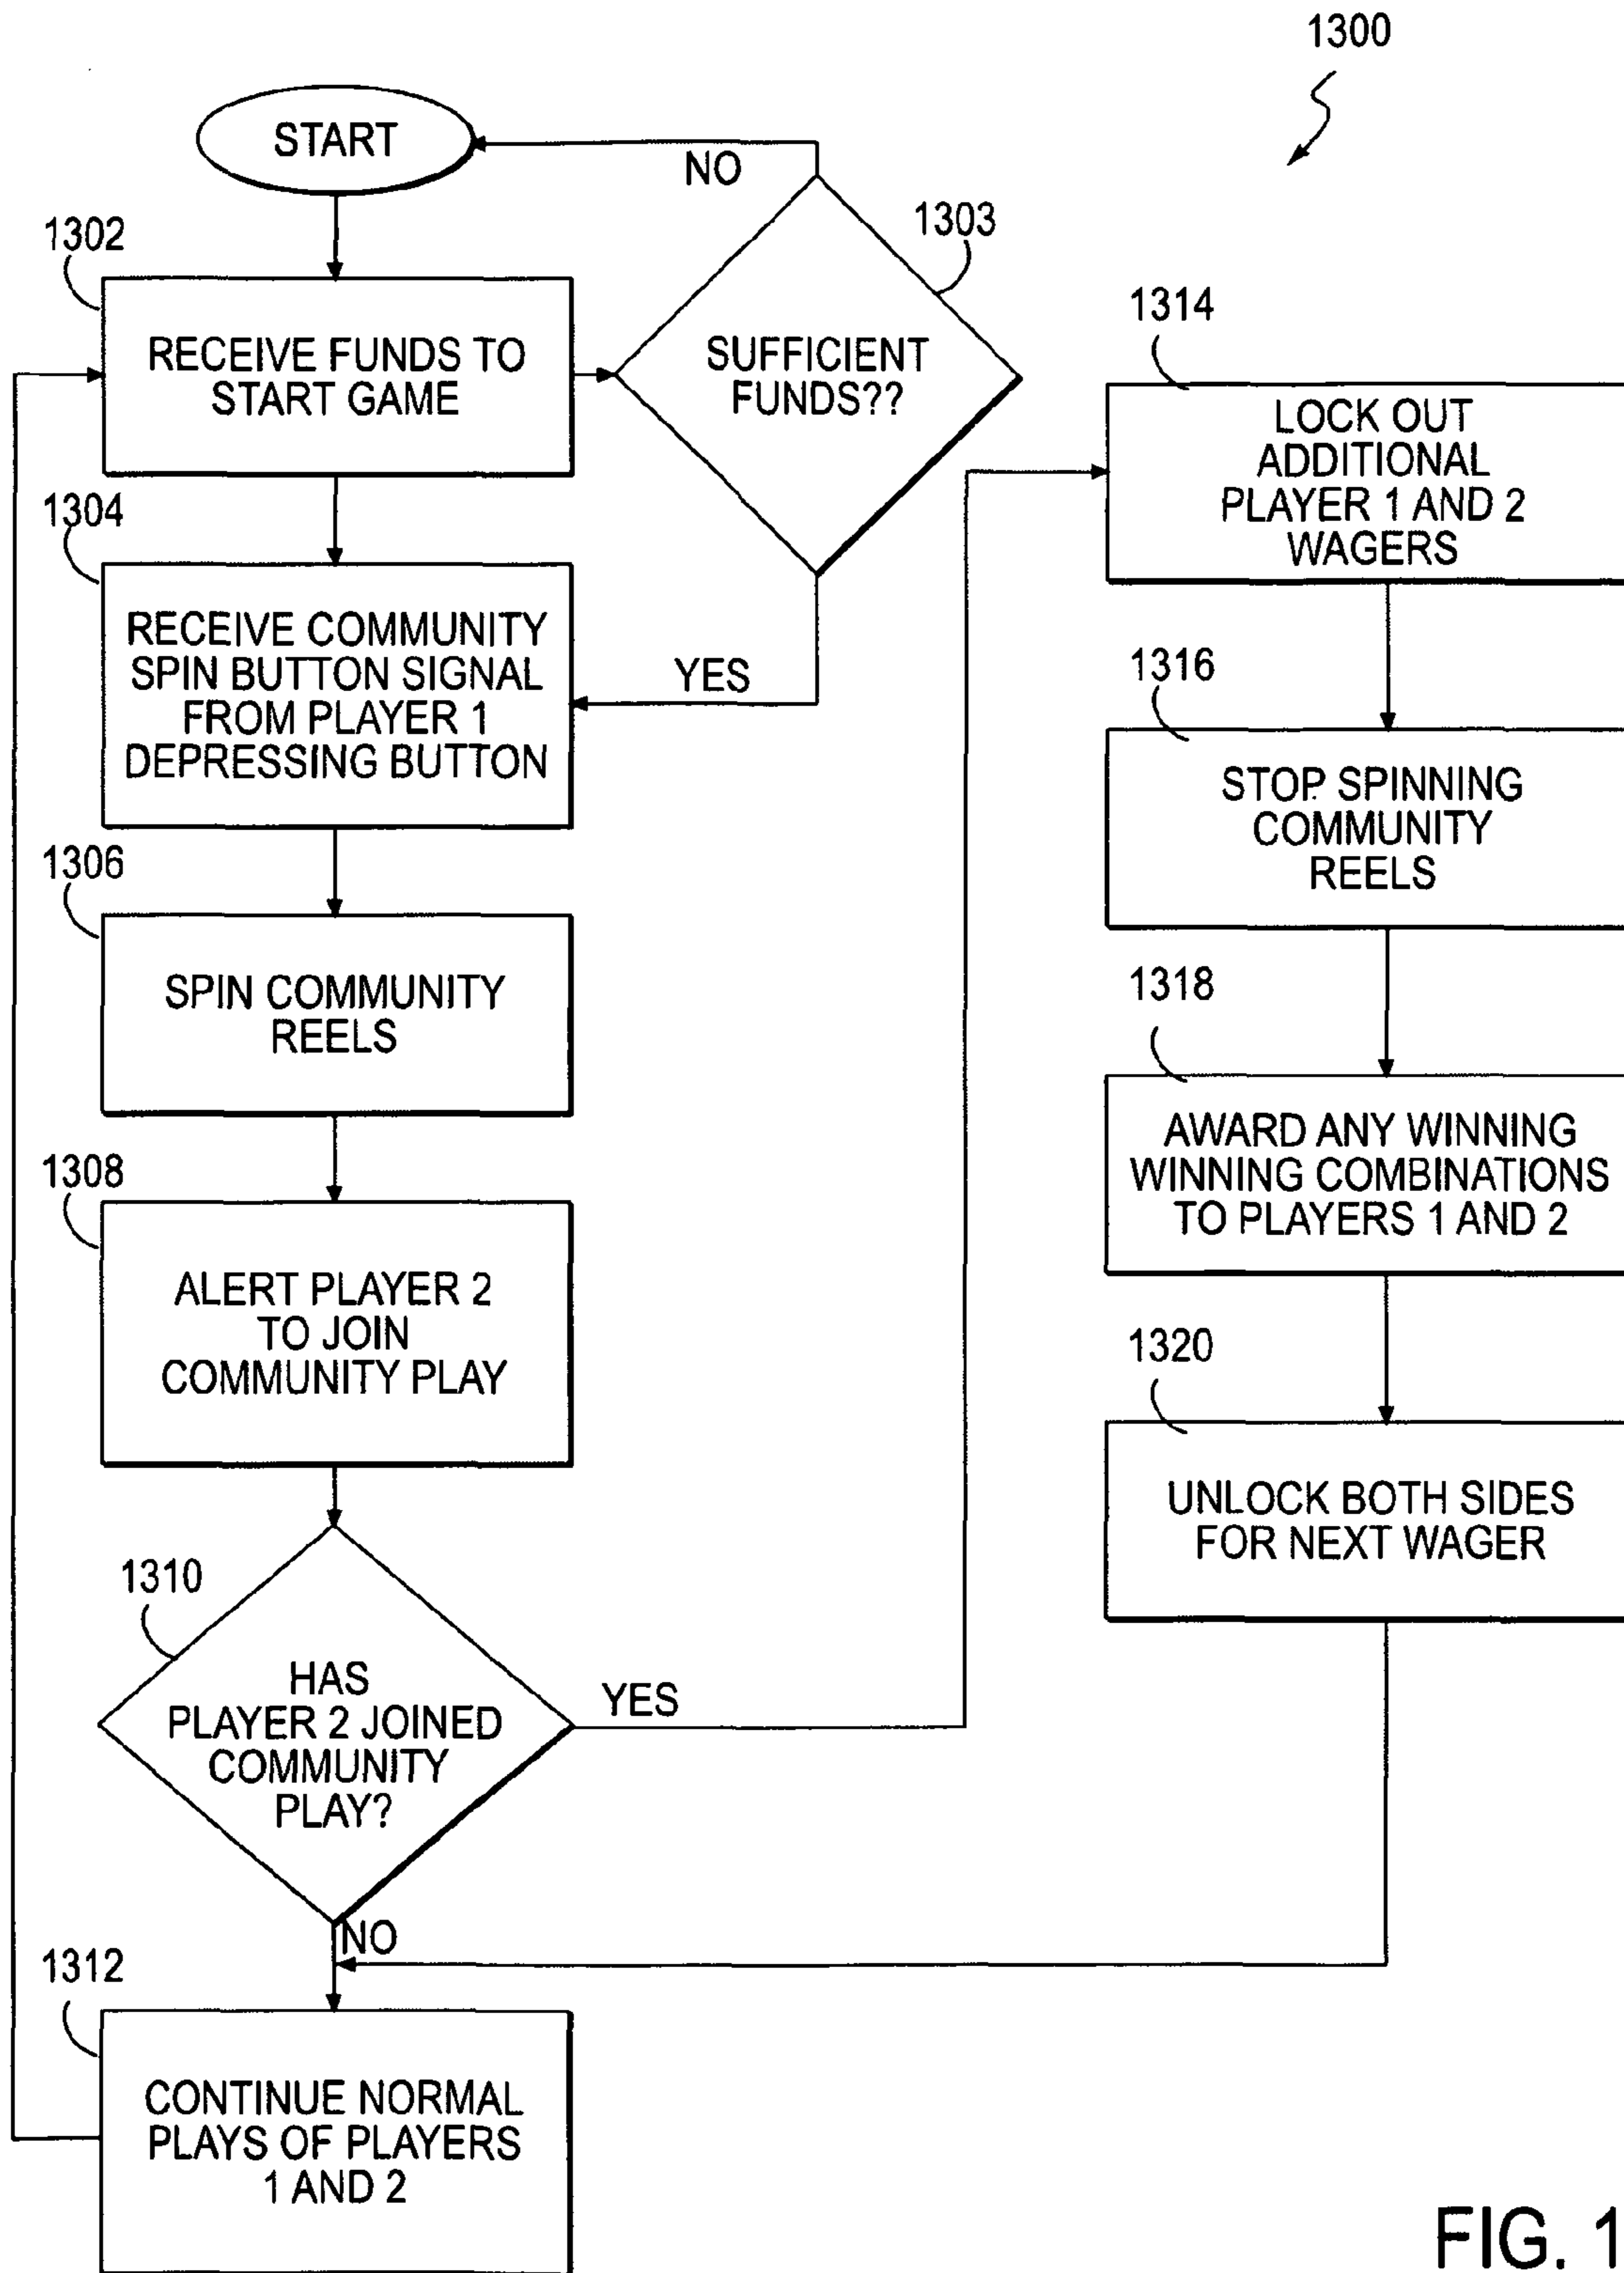 1300
START
NO
1302
1303
RECEIVE FUNDS TO
START GAME
SUFFICIENT
FUNDS??
1304
RECEIVE COMMUNITY
SPIN BUTTON SIGNAL
FROM PLAYER 1
DEPRESSING BUTTON
YES
1306
SPIN COMMUNITY
REELS
1308
ALERT PLAYER 2
TO JOIN
COMMUNITY PLAY
1310
HAS
PLAYER 2 JOINED
COMMUNITY
PLAY?
YES
NO
1312
CONTINUE NORMAL
PLAYS OF PLAYERS
1 AND 2
1314
LOCK OUT
ADDITIONAL
PLAYER 1 AND 2
WAGERS
1316
STOP SPINNING
COMMUNITY
REELS
1318
AWARD ANY WINNING
WINNING COMBINATIONS
TO PLAYERS 1 AND 2
1320
UNLOCK BOTH SIDES
FOR NEXT WAGER
FIG. 1